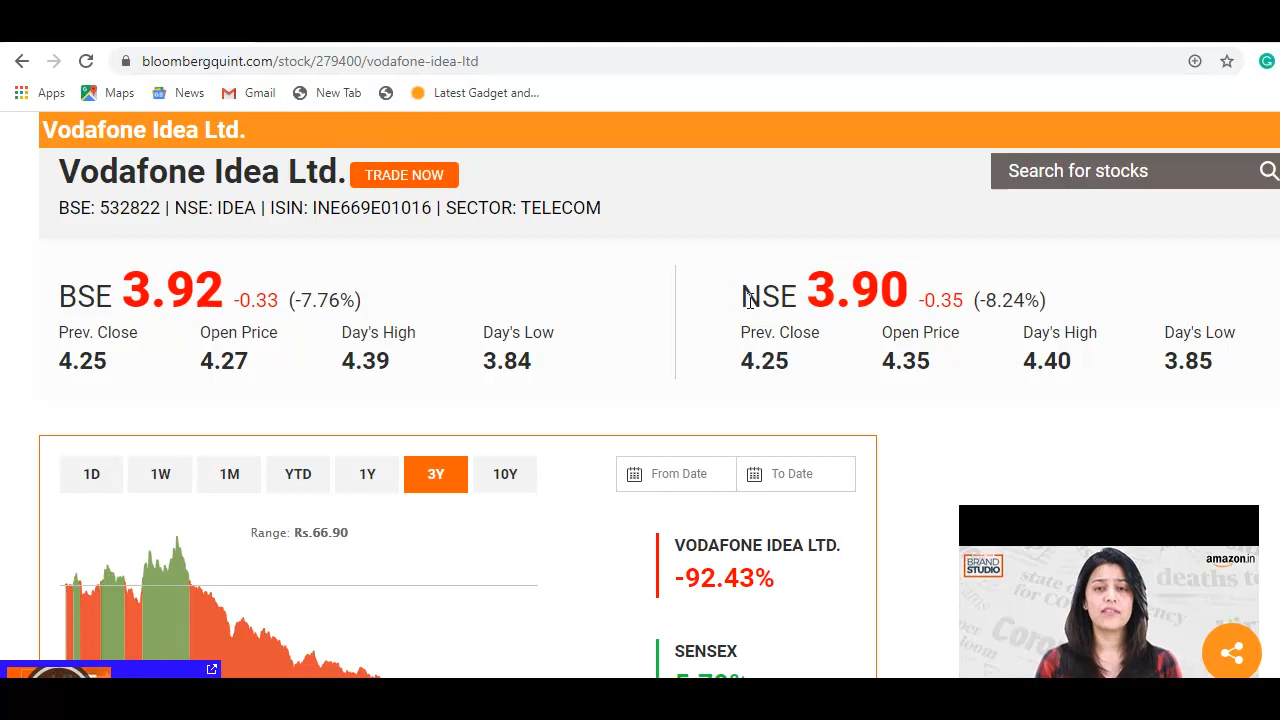 bloombergquint.com/stock/279400/vodafone-idea-ltd
Apps Maps News Gmail New Tab Latest Gadget and...
Vodafone Idea Ltd.
Vodafone Idea Ltd. TRADE NOW
Search for stocks
BSE: 532822 | NSE: IDEA | ISIN: INE669E01016 | SECTOR: TELECOM
BSE 3.92 -0.33 (-7.76%)
Prev. Close Open Price Day's High Day's Low
4.25 4.27 4.39 3.84
NSE 3.90 -0.35 (-8.24%)
Prev. Close Open Price Day's High Day's Low
4.25 4.35 4.40 3.85
1D 1W 1M YTD 1Y 3Y 10Y
From Date To Date
Range: Rs.66.90
VODAFONE IDEA LTD.
-92.43%
SENSEX
BRAND
STUDIO
amazon.in
deaths to